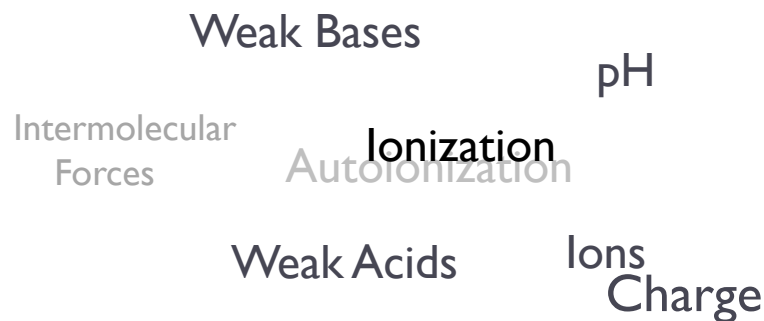 Weak Bases
pH
Intermolecular
Forces
Ionization
Autoionization
Weak Acids
Ions
Charge